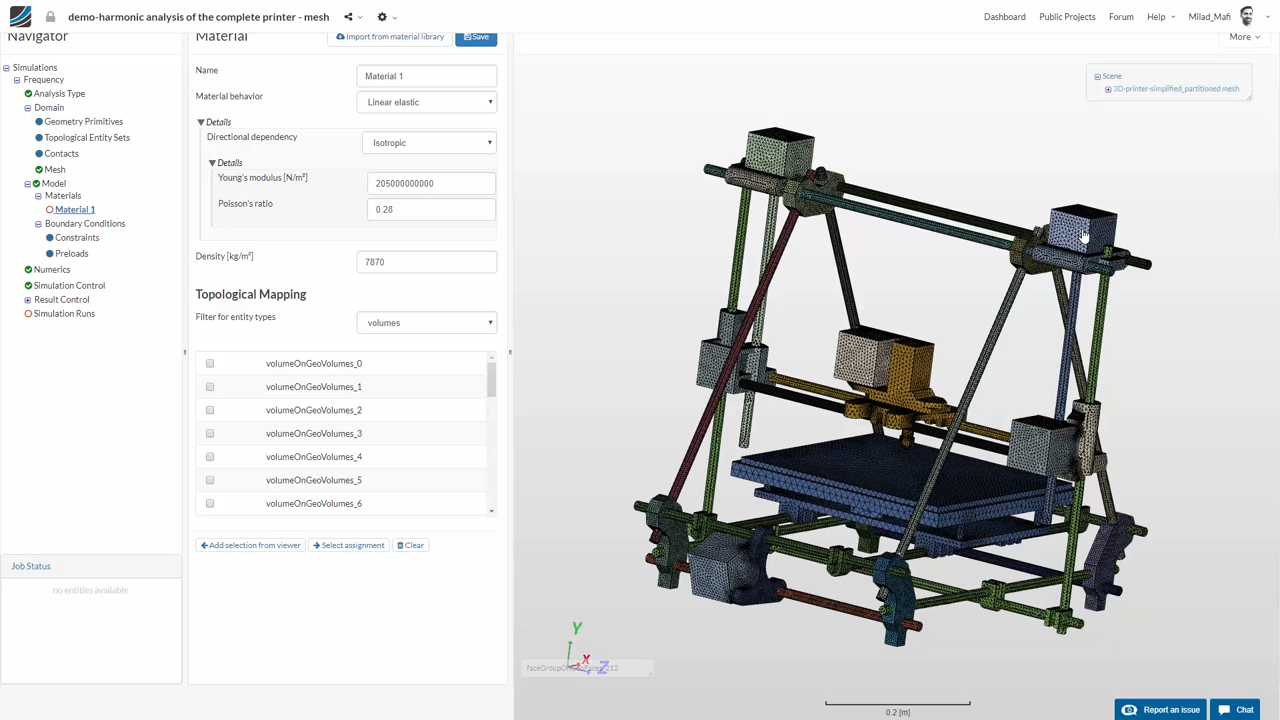 demo-harmonic analysis of the complete printer - mesh
Dashboard
Public Projects
Forum
Help
Milad_Mafi
Navigator
Simulations
Frequency
Analysis Type
Domain
Geometry Primitives
Topological Entity Sets
Contacts
Mesh
Model
Materials
Material 1
Boundary Conditions
Constraints
Preloads
Numerics
Simulation Control
Result Control
Simulation Runs
Job Status
no entities available
Material
Import from material library
Save
Name
Material 1
Material behavior
Linear elastic
Details
Directional dependency
Isotropic
Details
Young's modulus [N/m²]
205000000000
Poisson's ratio
0.28
Density [kg/m³]
7870
Topological Mapping
Filter for entity types
volumes
volumeOnGeoVolumes_0
volumeOnGeoVolumes_1
volumeOnGeoVolumes_2
volumeOnGeoVolumes_3
volumeOnGeoVolumes_4
volumeOnGeoVolumes_5
volumeOnGeoVolumes_6
Add selection from viewer
Select assignment
Clear
More
Scene
3D-printer-simplified_partitioned mesh
Y
X
Z
0.2 [m]
Report an issue
Chat